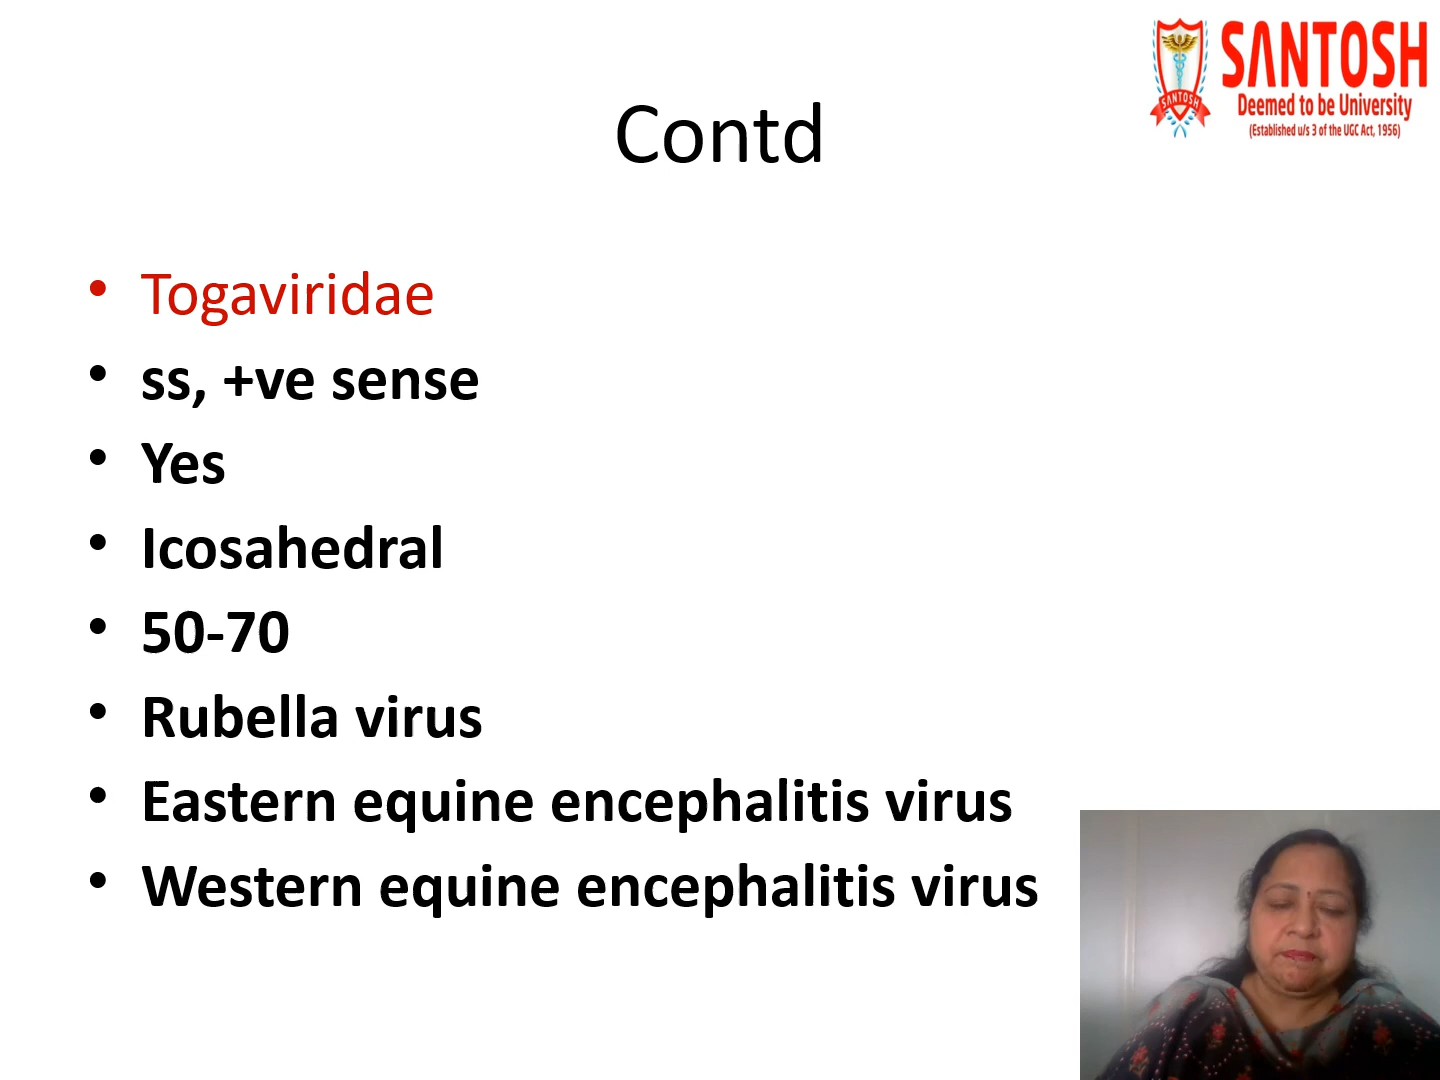 SANTOSH
Deemed to be University
(Established u/s 3 of the UGC Act, 1956)
SANTOSH
Contd
• Togaviridae
• ss, +ve sense
• Yes
• Icosahedral
• 50-70
• Rubella virus
• Eastern equine encephalitis virus
• Western equine encephalitis virus